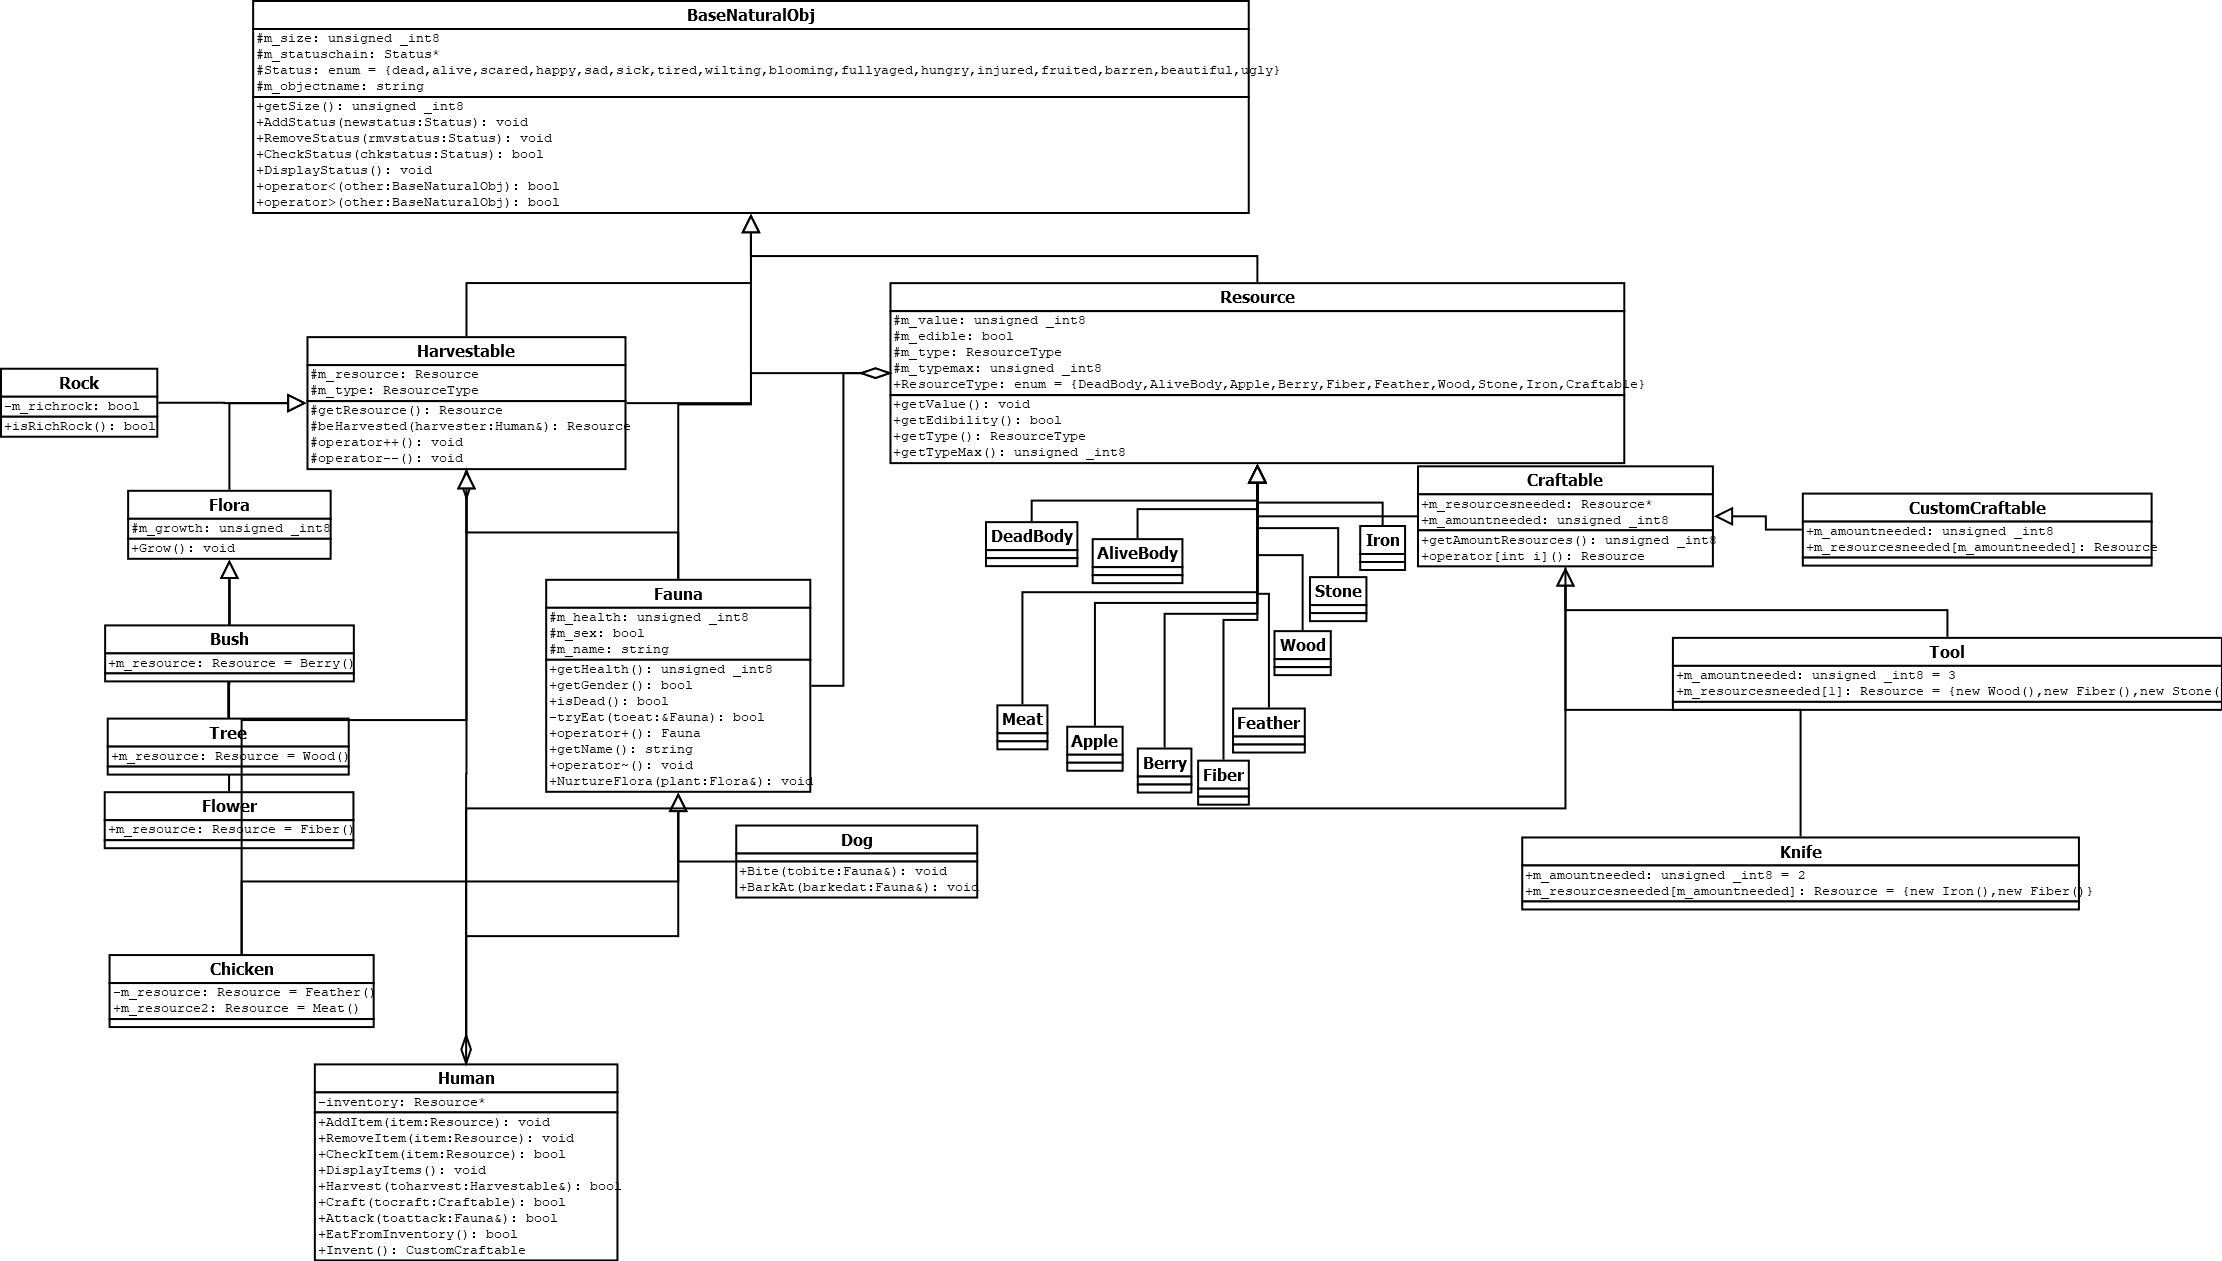 BaseNaturalObj
#m_size: unsigned _int8
#m_statuschain: Status*
#Status: enum = {dead,alive,scared,happy,sad,sick,tired,wilting,blooming,fullyaged,hungry,injured,fruited,barren,beautiful,ugly}
#m_objectname: string
+getSize(): unsigned _int8
+AddStatus(newstatus:Status): void
+RemoveStatus(rmvstatus:Status): void
+CheckStatus(chkstatus:Status): bool
+DisplayStatus(): void
+operator<(other:BaseNaturalObj): bool
+operator>(other:BaseNaturalObj): bool
Resource
#m_value: unsigned _int8
#m_edible: bool
#m_type: ResourceType
#m_typemax: unsigned _int8
+ResourceType: enum = {DeadBody,AliveBody,Apple,Berry,Fiber,Feather,Wood,Stone,Iron,Craftable}
+getValue(): void
+getEdibility(): bool
+getType(): ResourceType
+getTypeMax(): unsigned _int8
Harvestable
#m_resource: Resource
#m_type: ResourceType
#getResource(): Resource
#beHarvested(harvester:Human&): Resource
#operator++(): void
#operator--(): void
Rock
-m_richrock: bool
+isRichRock(): bool
Flora
#m_growth: unsigned _int8
+Grow(): void
Craftable
+m_resourcesneeded: Resource*
+m_amountneeded: unsigned _int8
+getAmountResources(): unsigned _int8
+operator[int i](): Resource
CustomCraftable
+m_amountneeded: unsigned _int8
+m_resourcesneeded[m_amountneeded]: Resource
DeadBody
AliveBody
Iron
Stone
Wood
Meat
Apple
Berry
Fiber
Feather
Fauna
#m_health: unsigned _int8
#m_sex: bool
#m_name: string
+getHealth(): unsigned _int8
+getGender(): bool
+isDead(): bool
-tryEat(toeat:&Fauna): bool
+operator+(): Fauna
+getName(): string
+operator~(): void
+NurtureFlora(plant:Flora&): void
Bush
+m_resource: Resource = Berry()
Tree
+m_resource: Resource = Wood()
Flower
+m_resource: Resource = Fiber()
Tool
+m_amountneeded: unsigned _int8 = 3
+m_resourcesneeded[1]: Resource = {new Wood(),new Fiber(),new Stone(
Dog
+Bite(tobite:Fauna&): void
+BarkAt(barkedat:Fauna&): void
Knife
+m_amountneeded: unsigned _int8 = 2
+m_resourcesneeded[m_amountneeded]: Resource = {new Iron(),new Fiber()}
Chicken
-m_resource: Resource = Feather()
+m_resource2: Resource = Meat()
Human
-inventory: Resource*
+AddItem(item:Resource): void
+RemoveItem(item:Resource): void
+CheckItem(item:Resource): bool
+DisplayItems(): void
+Harvest(toharvest:Harvestable&): bool
+Craft(tocraft:Craftable): bool
+Attack(toattack:Fauna&): bool
+EatFromInventory(): bool
+Invent(): CustomCraftable